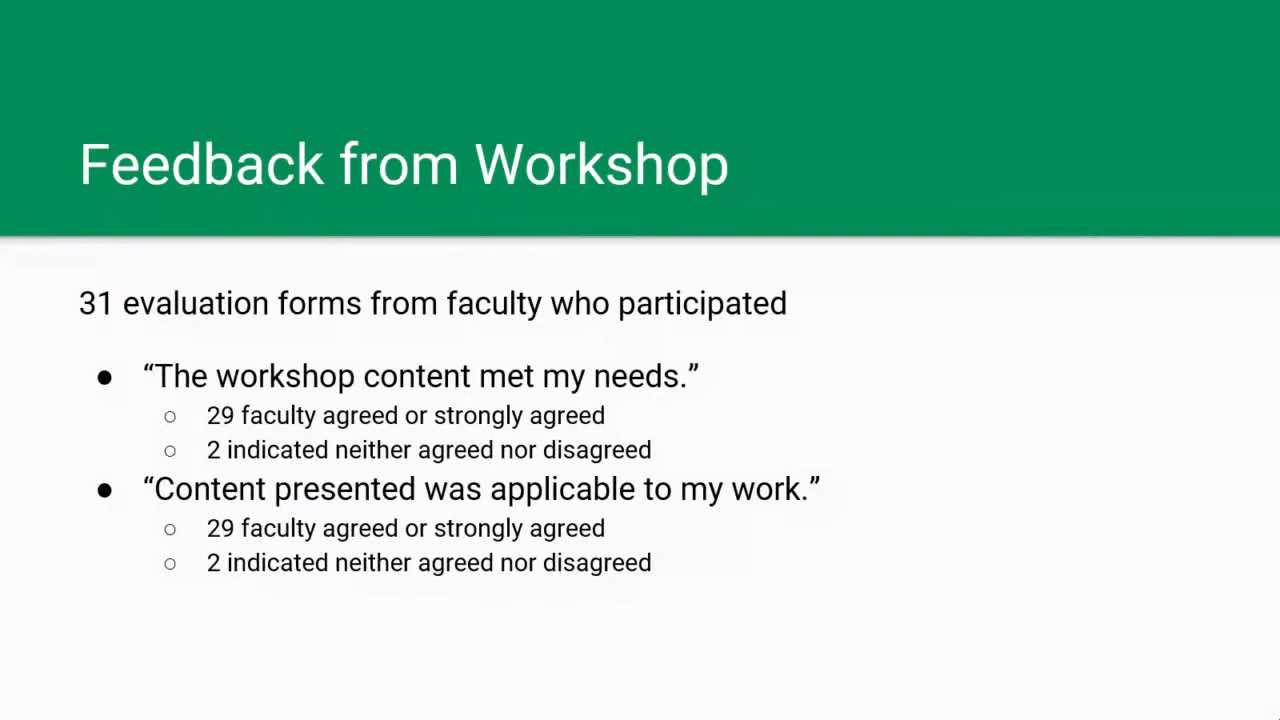 Feedback from Workshop
31 evaluation forms from faculty who participated
● “The workshop content met my needs.”
○ 29 faculty agreed or strongly agreed
○ 2 indicated neither agreed nor disagreed
● “Content presented was applicable to my work.”
○ 29 faculty agreed or strongly agreed
○ 2 indicated neither agreed nor disagreed